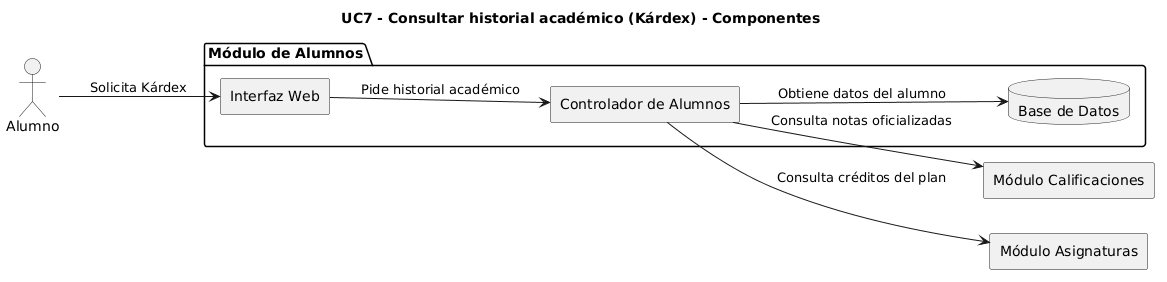 UC7 - Consultar historial académico (Kárdex) - Componentes
Módulo de Alumnos
Alumno
Solicita Kárdex
Interfaz Web
Pide historial académico
Controlador de Alumnos
Obtiene datos del alumno
Base de Datos
Consulta notas oficializadas
Módulo Calificaciones
Consulta créditos del plan
Módulo Asignaturas